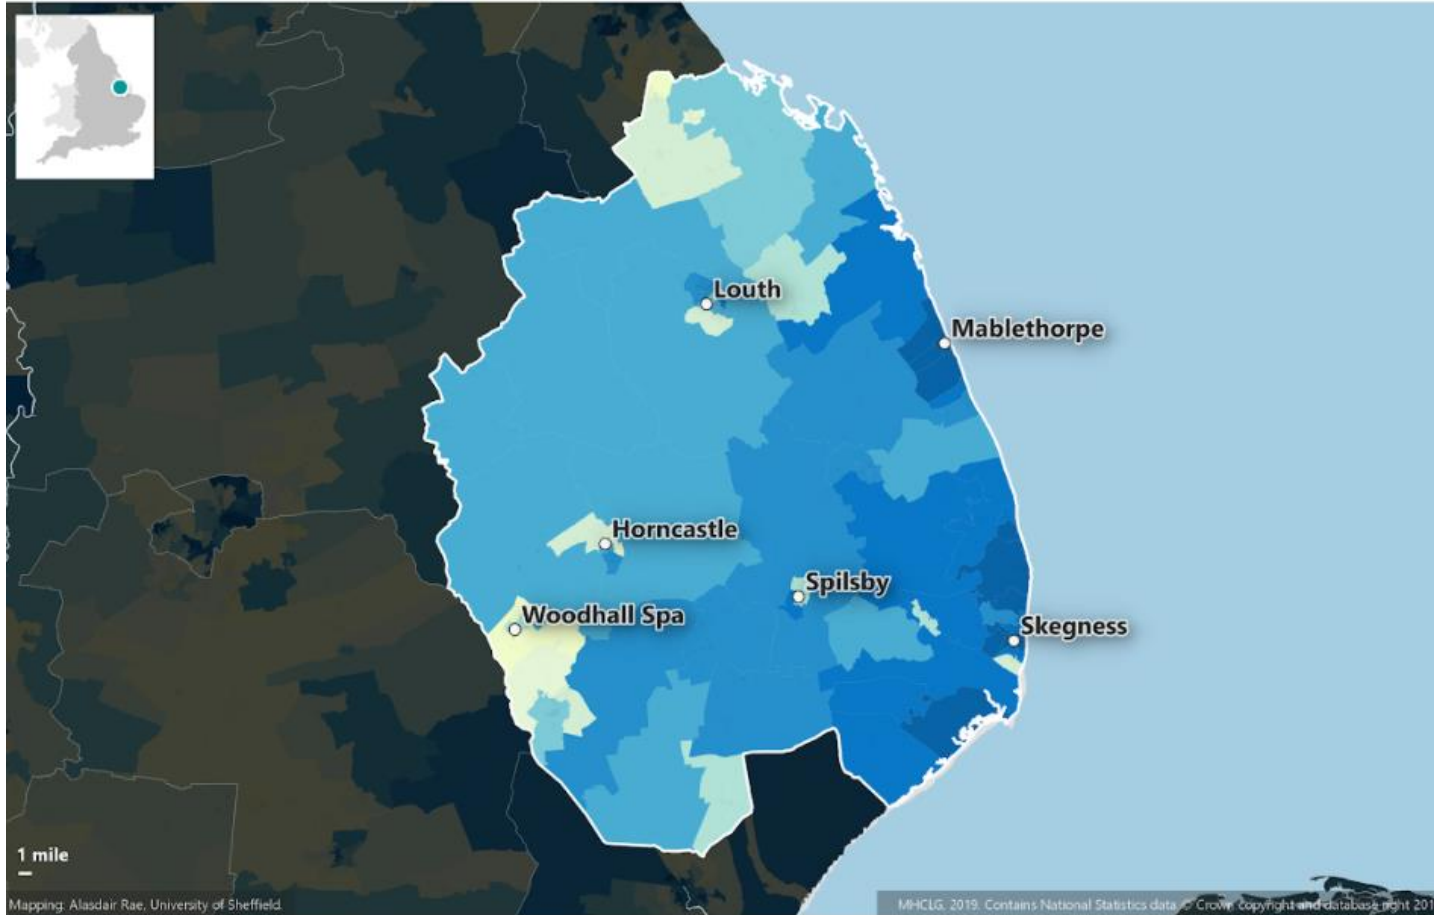 Louth
Mablethorpe
Horncastle
Spilsby
Woodhall Spa
Skegness
1 mile
Mapping: Alasdair Rae, University of Sheffield.
MHCLG, 2019. Contains National Statistics data. © Crown copyright and database right 201